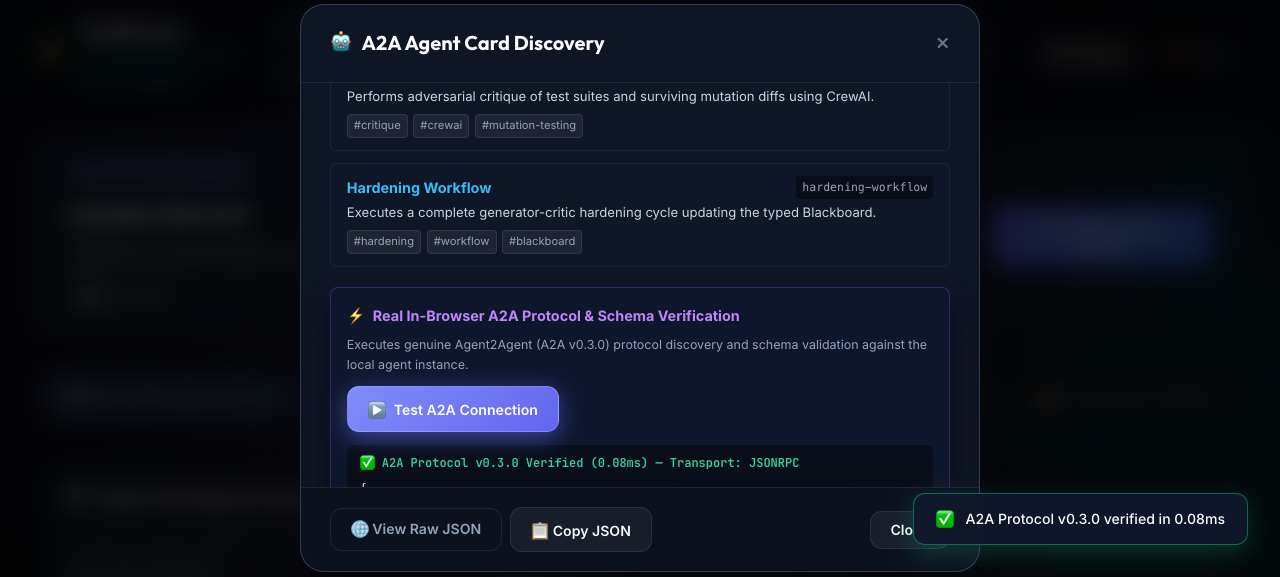 A2A Agent Card Discovery
×
Performs adversarial critique of test suites and surviving mutation diffs using CrewAI.
#critique #crewai #mutation-testing
Hardening Workflow
hardening-workflow
Executes a complete generator-critic hardening cycle updating the typed Blackboard.
#hardening #workflow #blackboard
Real In-Browser A2A Protocol & Schema Verification
Executes genuine Agent2Agent (A2A v0.3.0) protocol discovery and schema validation against the
local agent instance.
Test A2A Connection
A2A Protocol v0.3.0 Verified (0.08ms) — Transport: JSONRPC
{
View Raw JSON
Copy JSON
Clo
A2A Protocol v0.3.0 verified in 0.08ms